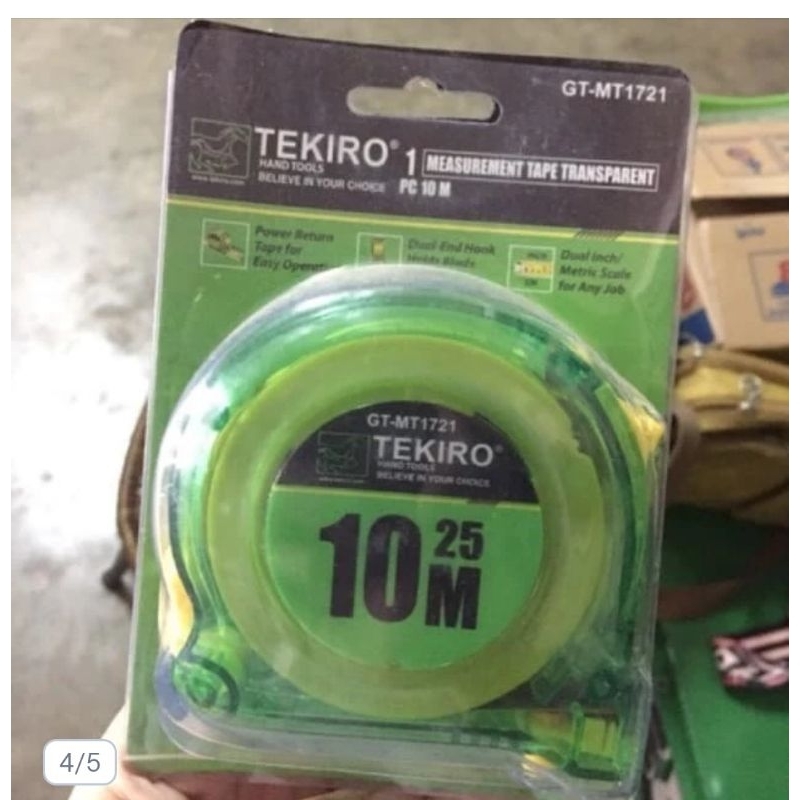 GT-MT1721
TEKIRO®
HAND TOOLS
BELIEVE IN YOUR CHOICE
1 MEASUREMENT TAPE TRANSPARENT
PC 10 M
Power Return
Tape for
Easy
Dual-End Hook
Holds Blade
Dual Inch/
Metric Scale
for Any Job
INCH
CM
GT-MT1721
TEKIRO®
HAND TOOLS
BELIEVE IN YOUR CHOICE
10 25
M
4/5